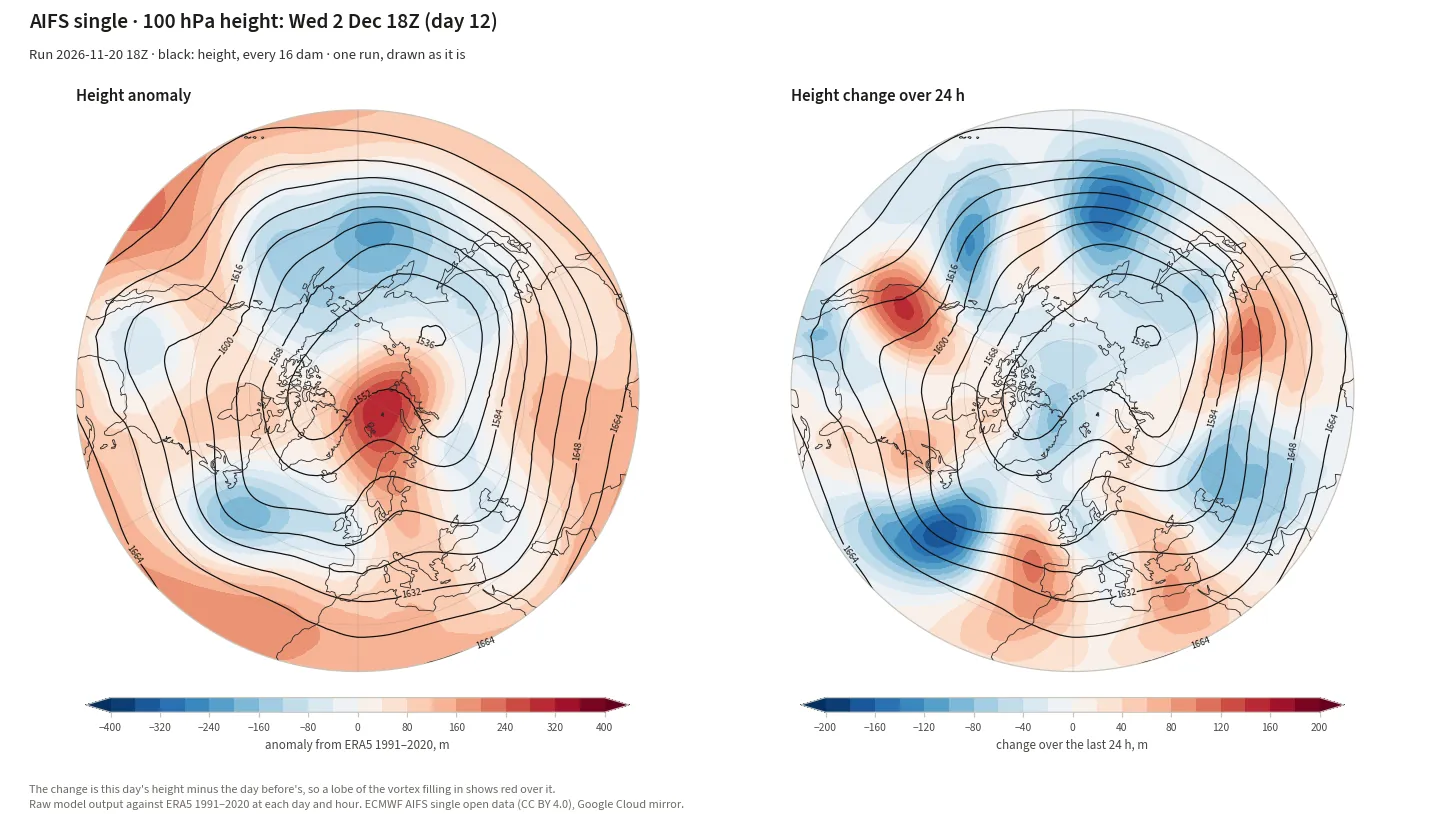 AIFS single · 100 hPa height: Wed 2 Dec 18Z (day 12)
Run 2026-11-20 18Z · black: height, every 16 dam · one run, drawn as it is
Height anomaly
Height change over 24 h
1616
1600
1568
1536
1552
1584
1648
1664
1664
1632
1664
1616
1600
1568
1536
1552
1584
1648
1664
1664
1632
1664
−400 −320 −240 −160 −80 0 80 160 240 320 400
anomaly from ERA5 1991–2020, m
−200 −160 −120 −80 −40 0 40 80 120 160 200
change over the last 24 h, m
The change is this day's height minus the day before's, so a lobe of the vortex filling in shows red over it.
Raw model output against ERA5 1991–2020 at each day and hour. ECMWF AIFS single open data (CC BY 4.0), Google Cloud mirror.